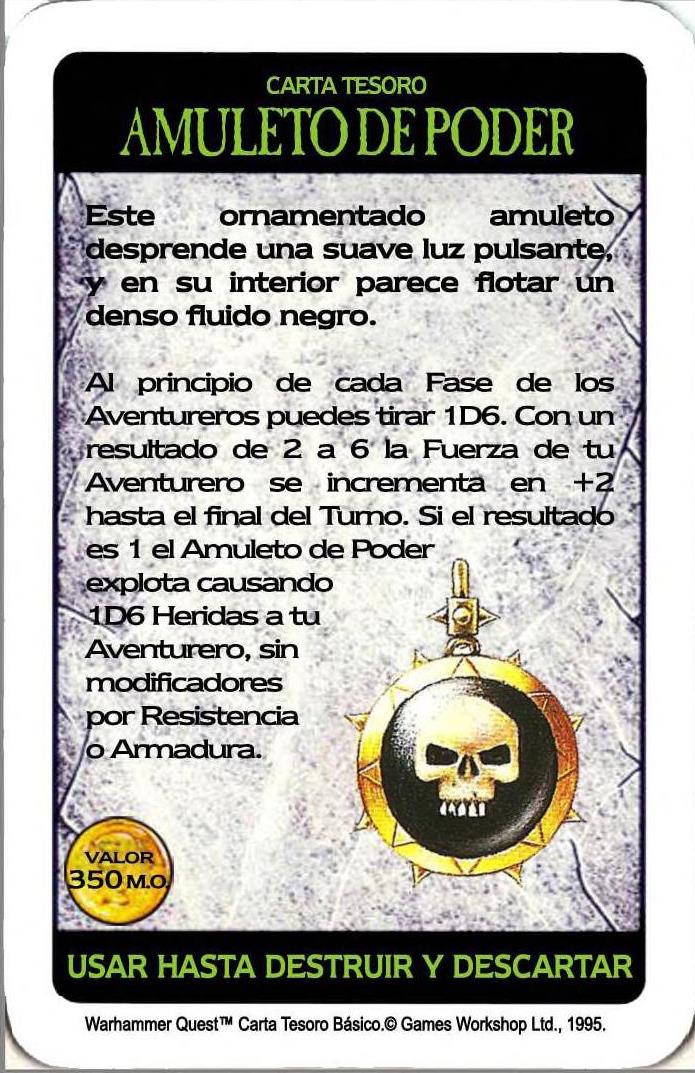 CARTA TESORO
AMULETO DE PODER
Este ornamentado amuleto
desprende una suave luz pulsante,
y en su interior parece flotar un
denso fluido negro.
Al principio de cada Fase de los
Aventureros puedes tirar 1D6. Con un
resultado de 2 a 6 la Fuerza de tu
Aventurero se incrementa en +2
hasta el final del Turno. Si el resultado
es 1 el Amuleto de Poder
explota causando
1D6 Heridas a tu
Aventurero, sin
modificadores
por Resistencia
o Armadura.
VALOR
350 M.O.
USAR HASTA DESTRUIR Y DESCARTAR
Warhammer Quest™ Carta Tesoro Básico.© Games Workshop Ltd., 1995.